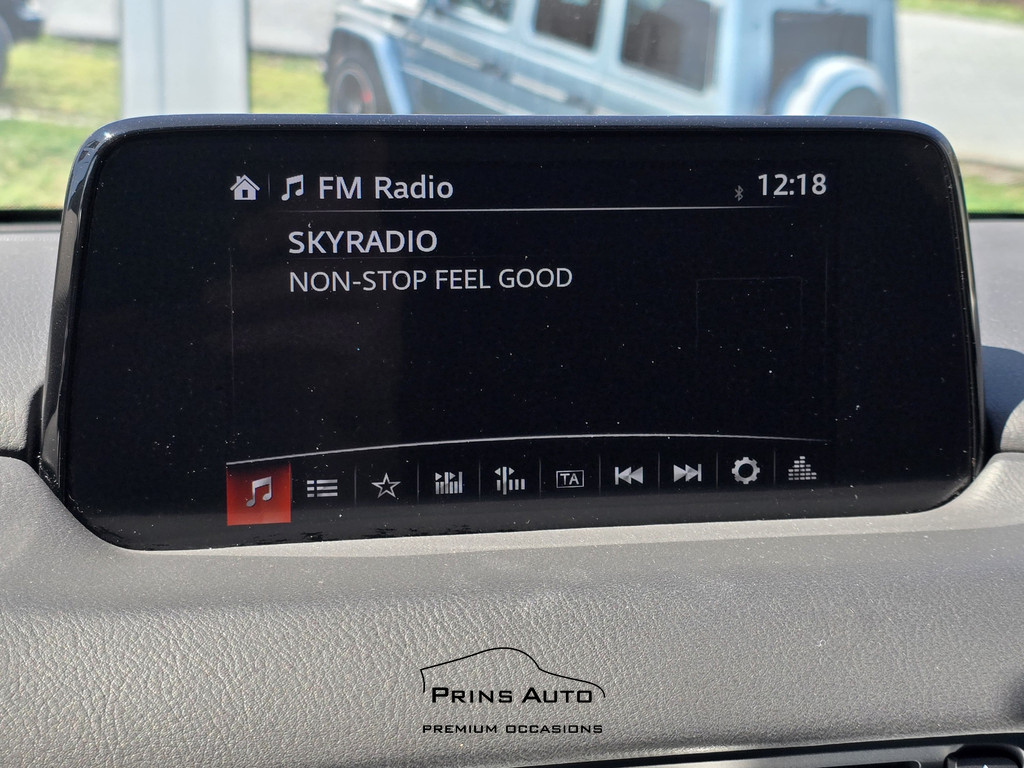 FM Radio 12:18
SKYRADIO
NON-STOP FEEL GOOD
TA
PRINS AUTO
PREMIUM OCCASIONS